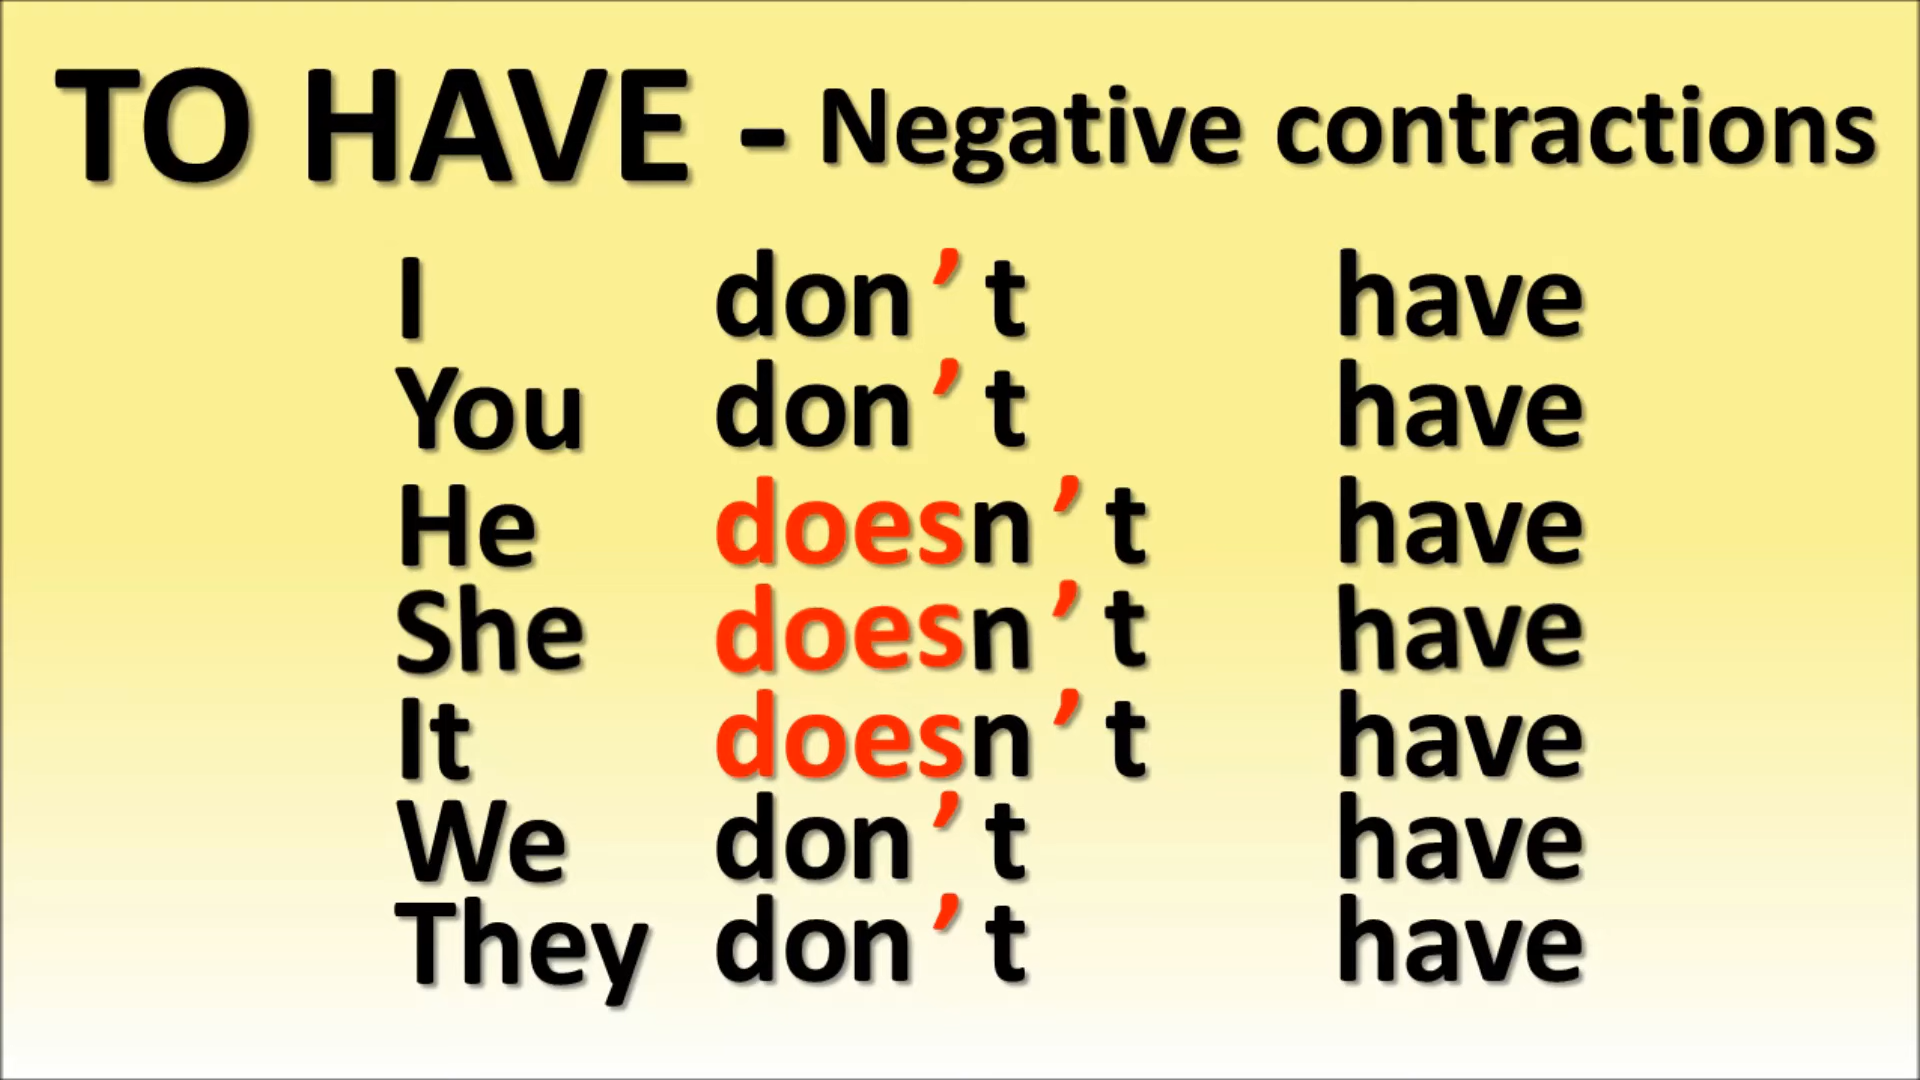 TO HAVE - Negative contractions
I don’t have
You don’t have
He doesn’t have
She doesn’t have
It doesn’t have
We don’t have
They don’t have